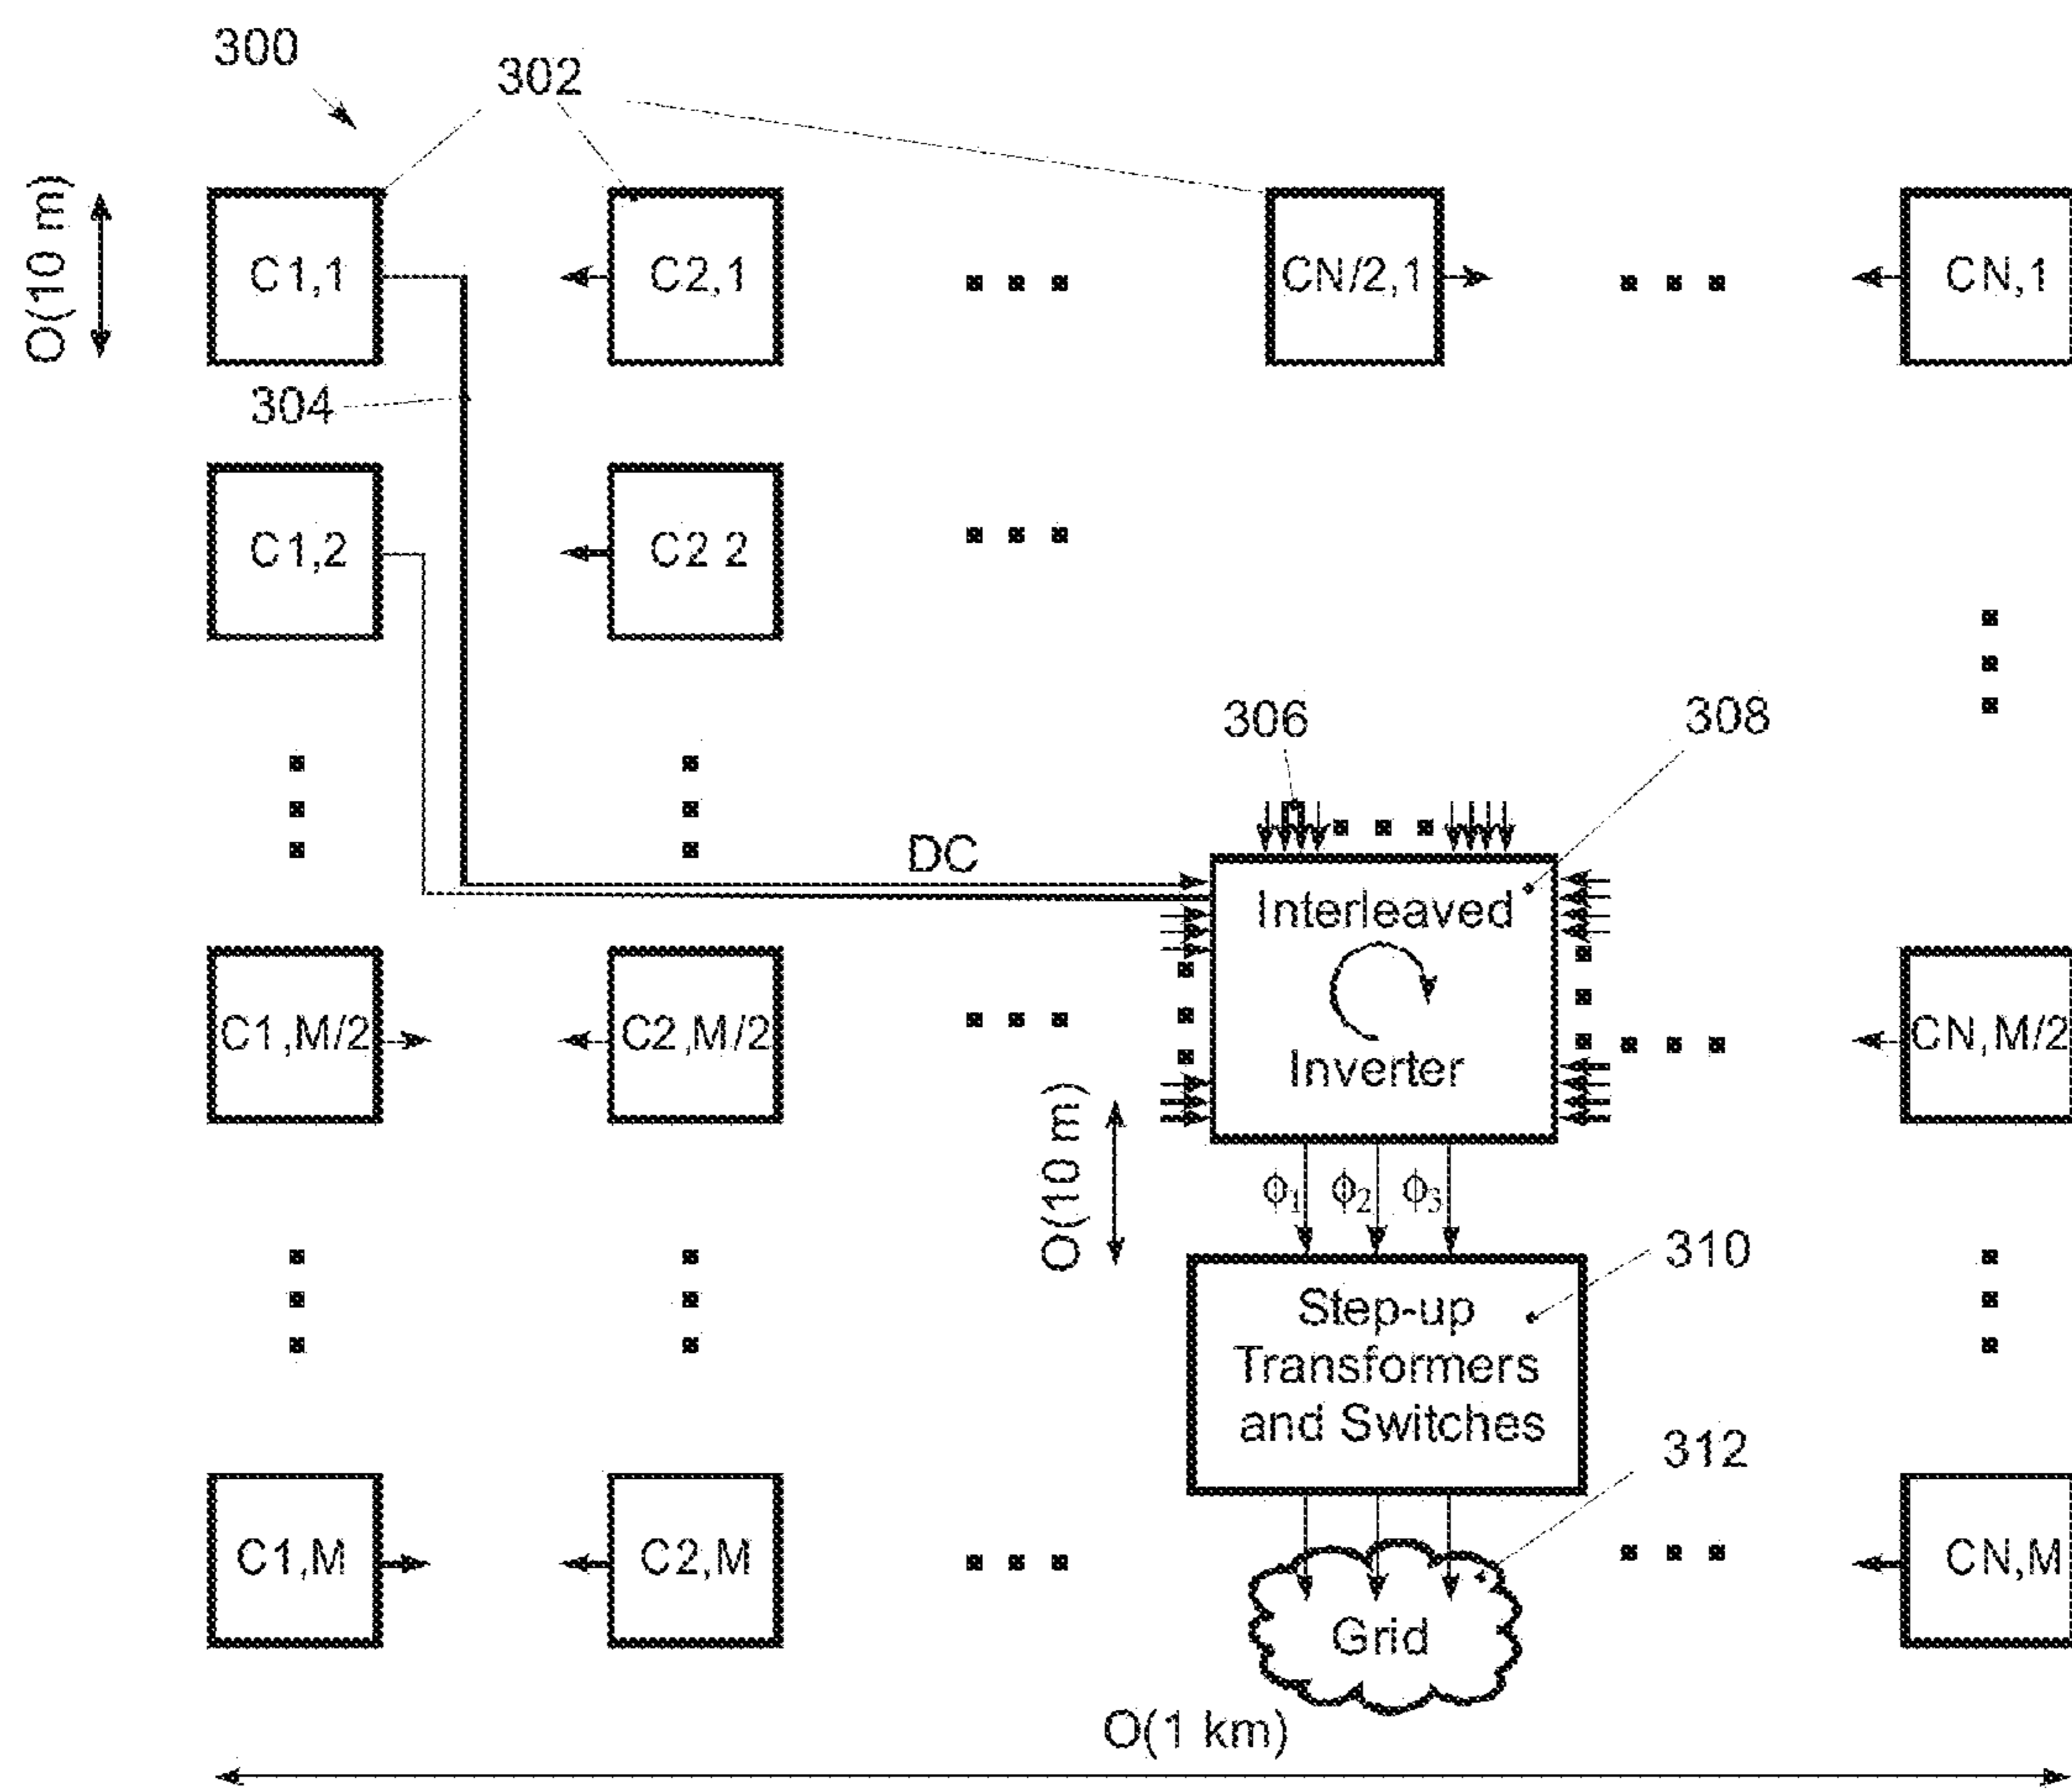 300
302
O(10 m)
C1,1
C2,1
CN/2,1
CN,1
304
C1,2
C2 2
306
308
DC
Interleaved
Inverter
C1,M/2
C2,M/2
CN,M/2
O(10 m)
ϕ1 ϕ2 ϕ3
310
Step-up
Transformers
and Switches
312
C1,M
C2,M
CN,M
Grid
O(1 km)